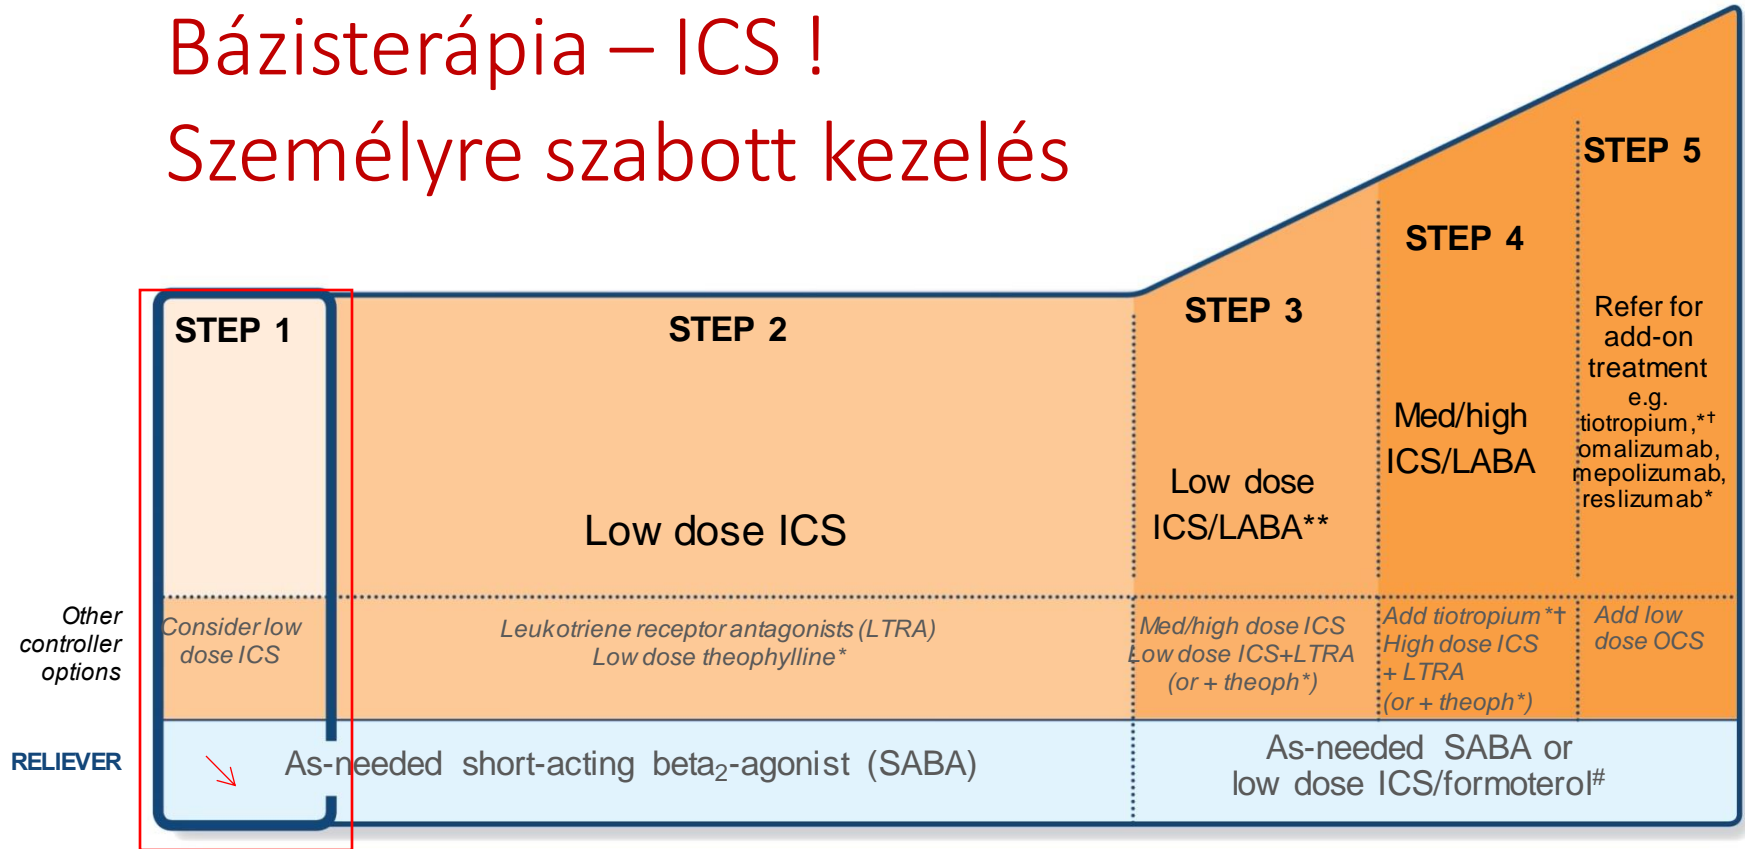 Bázisterápia – ICS !
Személyre szabott kezelés
STEP 1
STEP 2
Low dose ICS
STEP 3
Low dose
ICS/LABA**
STEP 4
Med/high
ICS/LABA
STEP 5
Refer for
add-on
treatment
e.g.
tiotropium,*†
omalizumab,
mepolizumab,
reslizumab*
Other
controller
options
Consider low
dose ICS
Leukotriene receptor antagonists (LTRA)
Low dose theophylline*
Med/high dose ICS
Low dose ICS+LTRA
(or + theoph*)
Add tiotropium*†
High dose ICS
+ LTRA
(or + theoph*)
Add low
dose OCS
RELIEVER
As-needed short-acting beta₂-agonist (SABA)
As-needed SABA or
low dose ICS/formoterol#